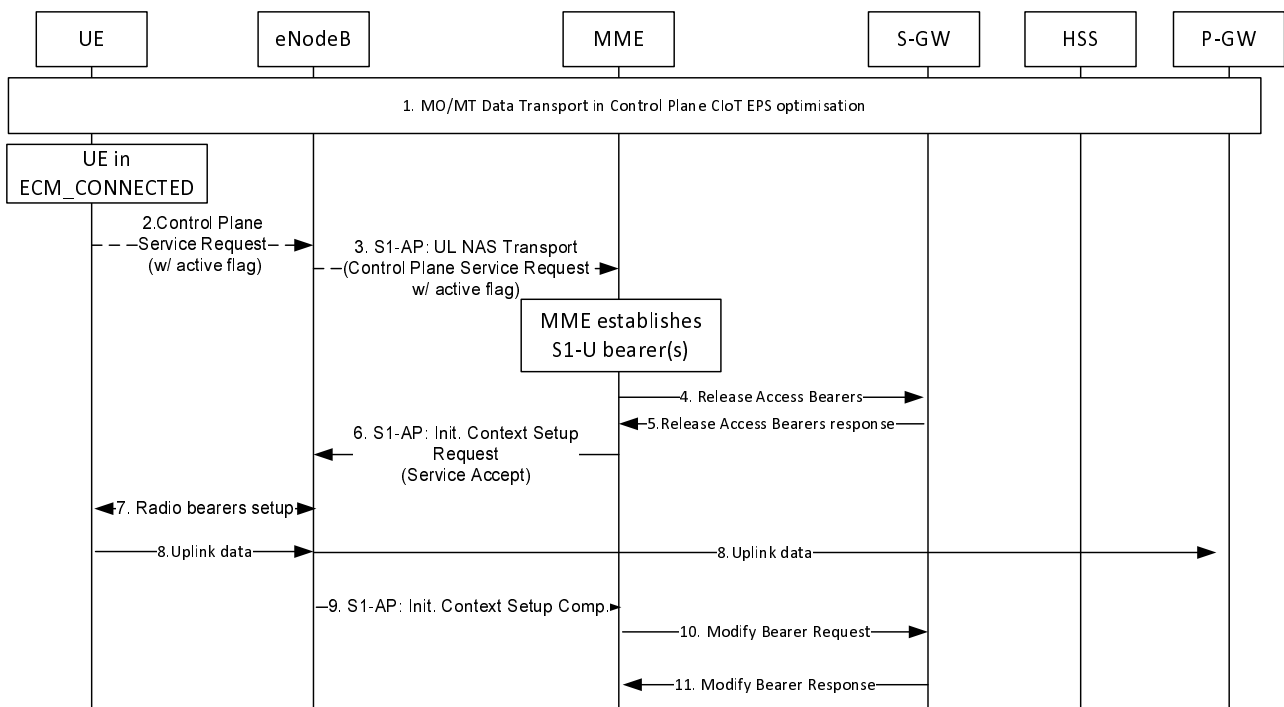 UE
eNodeB
MME
S-GW
HSS
P-GW
1. MO/MT Data Transport in Control Plane CIoT EPS optimisation
UE in
ECM_CONNECTED
2.Control Plane
Service Request
(w/ active flag)
3. S1-AP: UL NAS Transport
(Control Plane Service Request
w/ active flag)
MME establishes
S1-U bearer(s)
4. Release Access Bearers
5.Release Access Bearers response
6. S1-AP: Init. Context Setup
Request
(Service Accept)
7. Radio bearers setup
8.Uplink data
8.Uplink data
9. S1-AP: Init. Context Setup Comp.
10. Modify Bearer Request
11. Modify Bearer Response